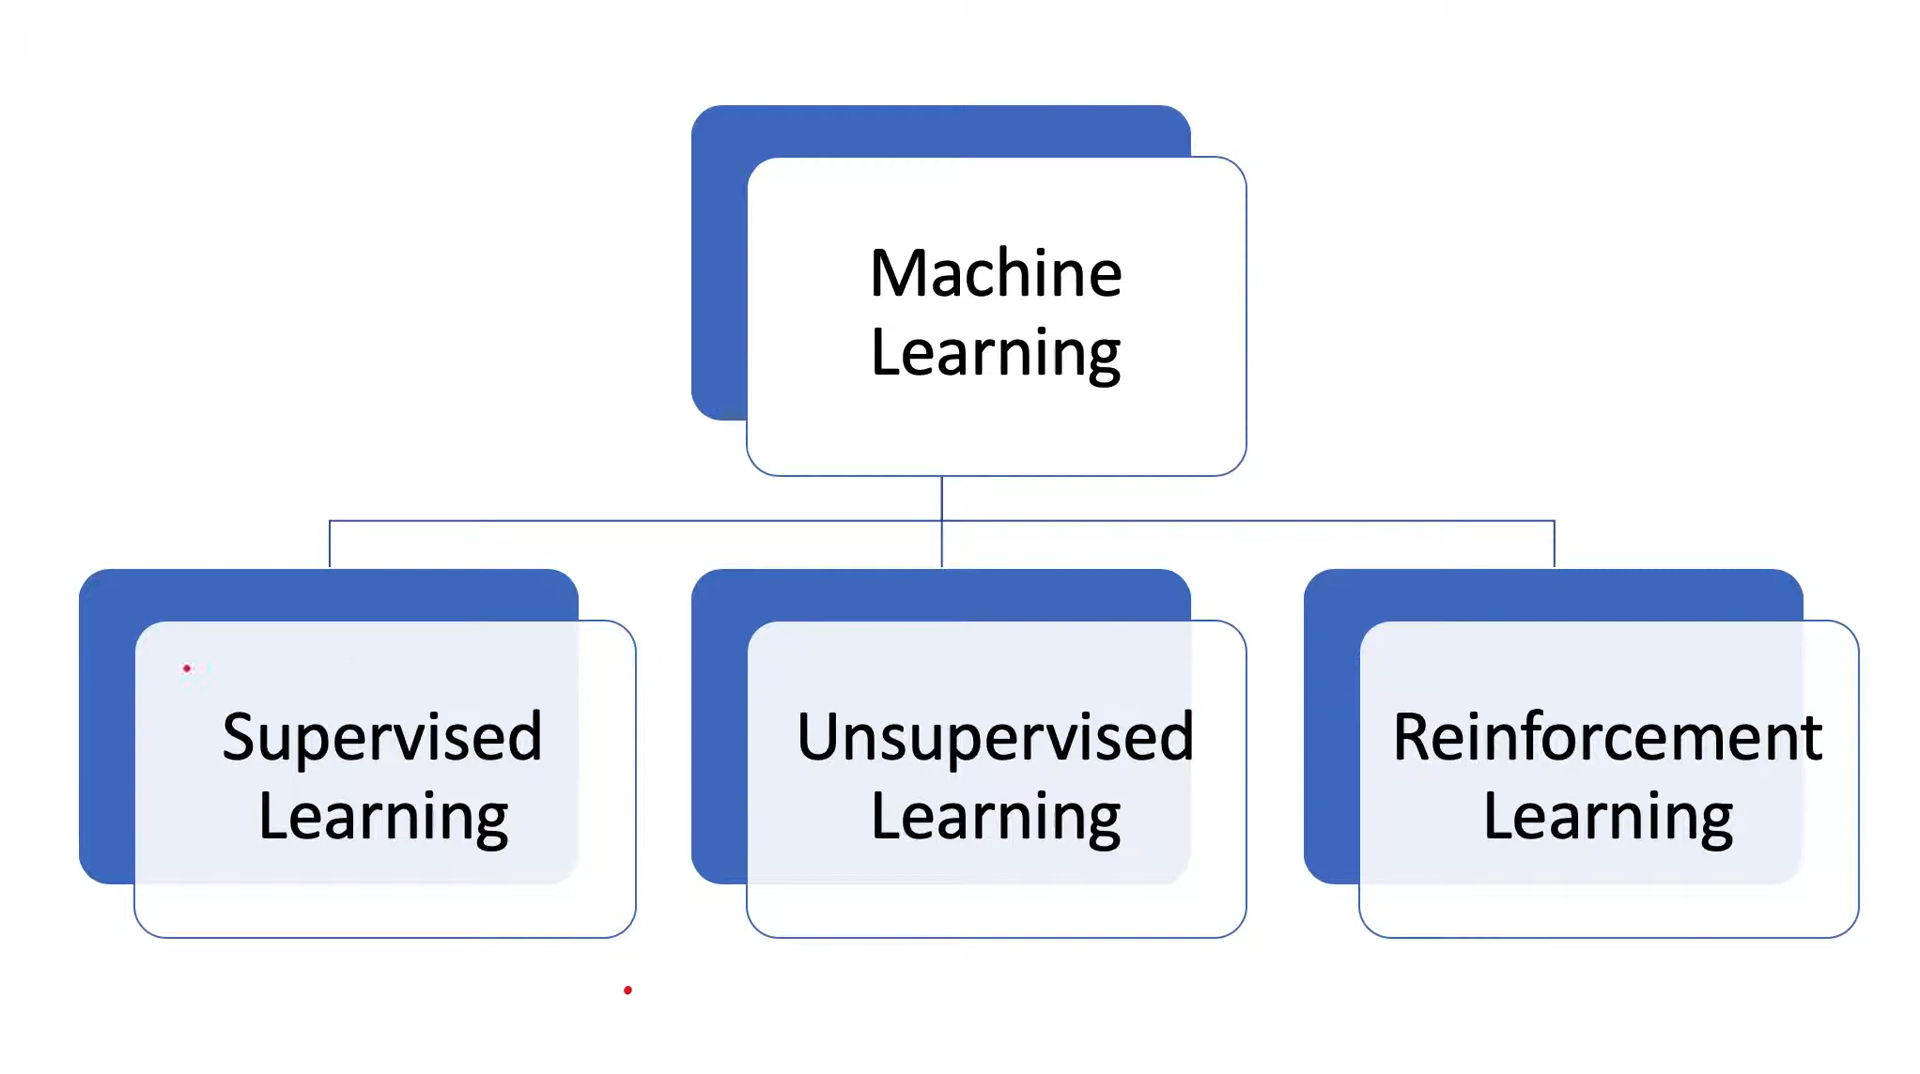 Machine
Learning
Supervised
Learning
Unsupervised
Learning
Reinforcement
Learning